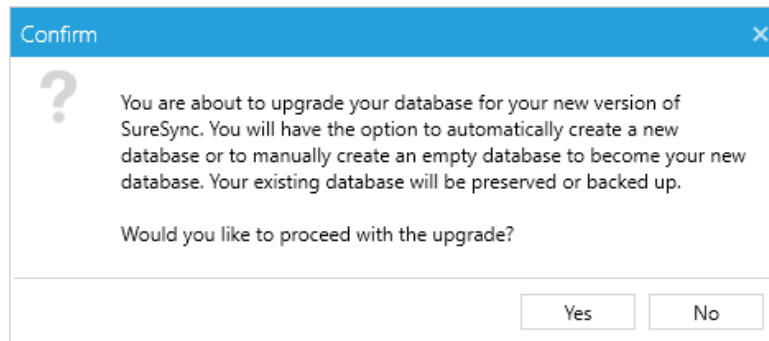 Confirm
You are about to upgrade your database for your new version of
SureSync. You will have the option to automatically create a new
database or to manually create an empty database to become your new
database. Your existing database will be preserved or backed up.
Would you like to proceed with the upgrade?
Yes
No